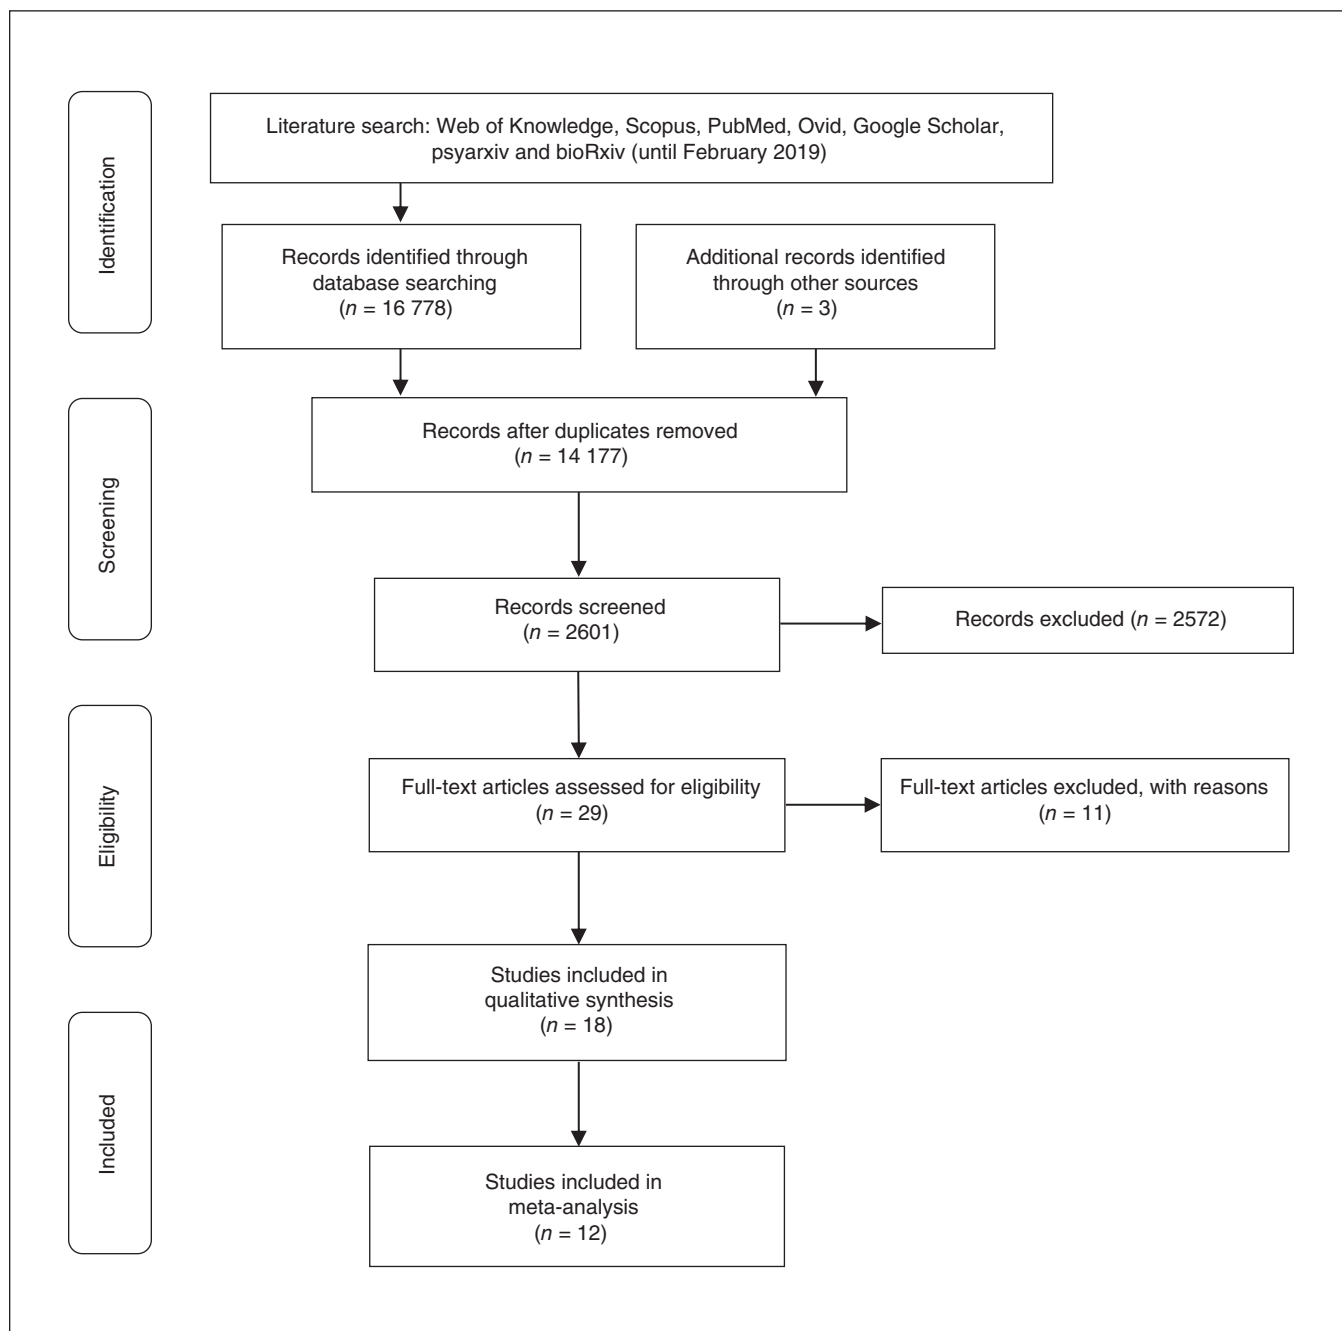 Identification
Literature search: Web of Knowledge, Scopus, PubMed, Ovid, Google Scholar,
psyarxiv and bioRxiv (until February 2019)
Records identified through
database searching
(n = 16 778)
Additional records identified
through other sources
(n = 3)
Screening
Records after duplicates removed
(n = 14 177)
Records screened
(n = 2601)
Records excluded (n = 2572)
Eligibility
Full-text articles assessed for eligibility
(n = 29)
Full-text articles excluded, with reasons
(n = 11)
Studies included in
qualitative synthesis
(n = 18)
Included
Studies included in
meta-analysis
(n = 12)